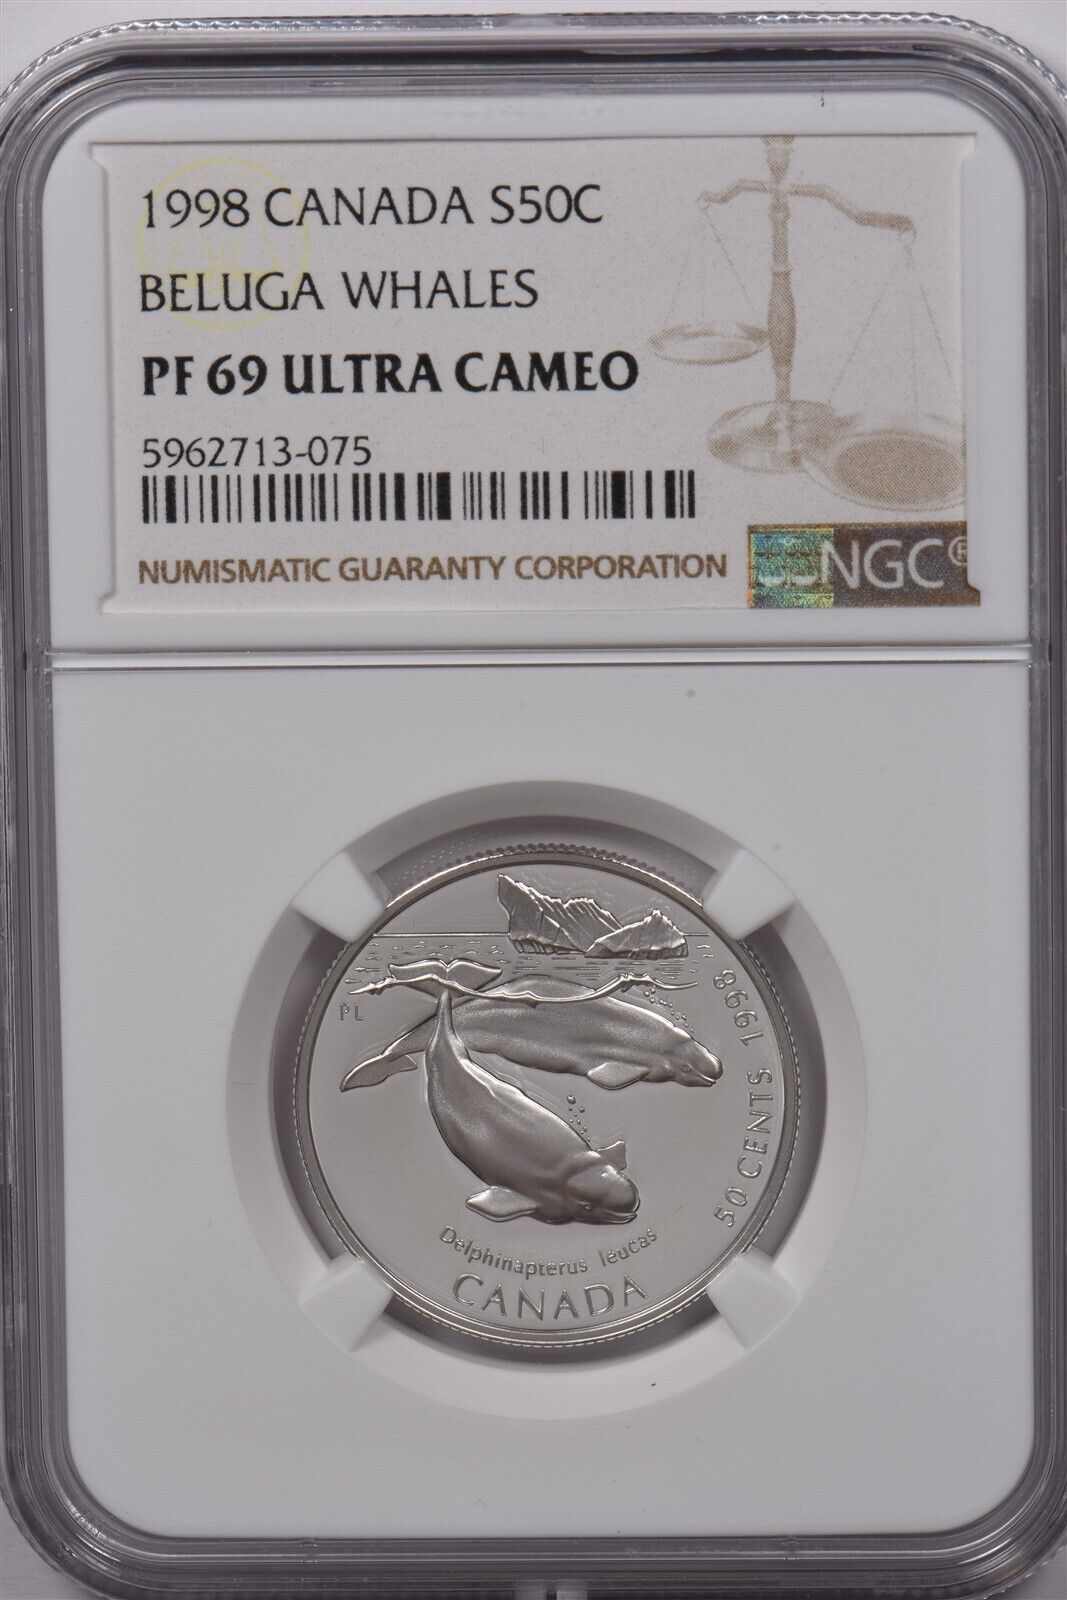 1998 CANADA S50C
BELUGA WHALES
PF 69 ULTRA CAMEO
5962713-075
NUMISMATIC GUARANTY CORPORATION
NGC®
PL
50 CENTS 1998
Delphinapterus leucas
CANADA